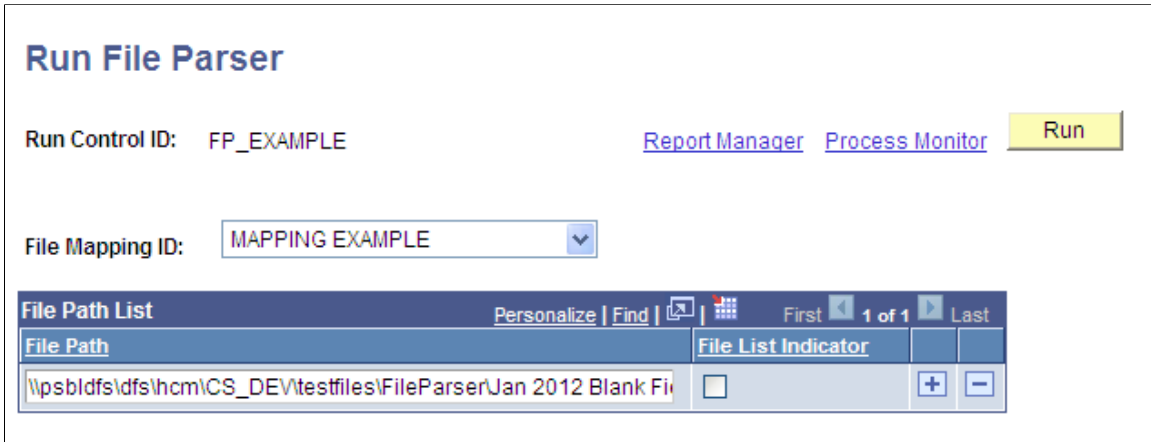 Run File Parser
Run Control ID: FP_EXAMPLE Report Manager Process Monitor Run
File Mapping ID: MAPPING EXAMPLE
File Path List Personalize | Find | | First 1 of 1 Last
File Path File List Indicator
\\psbldfs\dfs\hcm\CS_DEV\testfiles\FileParser\Jan 2012 Blank